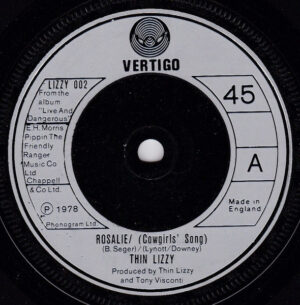 VERTIGO
LIZZY 002
From the
album
"Live And
Dangerous"
E.H. Morris
Pippin The
Friendly
Ranger
Music Co
Ltd
Chappell
& Co Ltd.
Ⓟ 1978
Phonogram Ltd.
45
A
Made in
England
ROSALIE/ (Cowgirls' Song)
(B. Seger)/ (Lynott/Downey)
THIN LIZZY
Produced by Thin Lizzy
and Tony Visconti